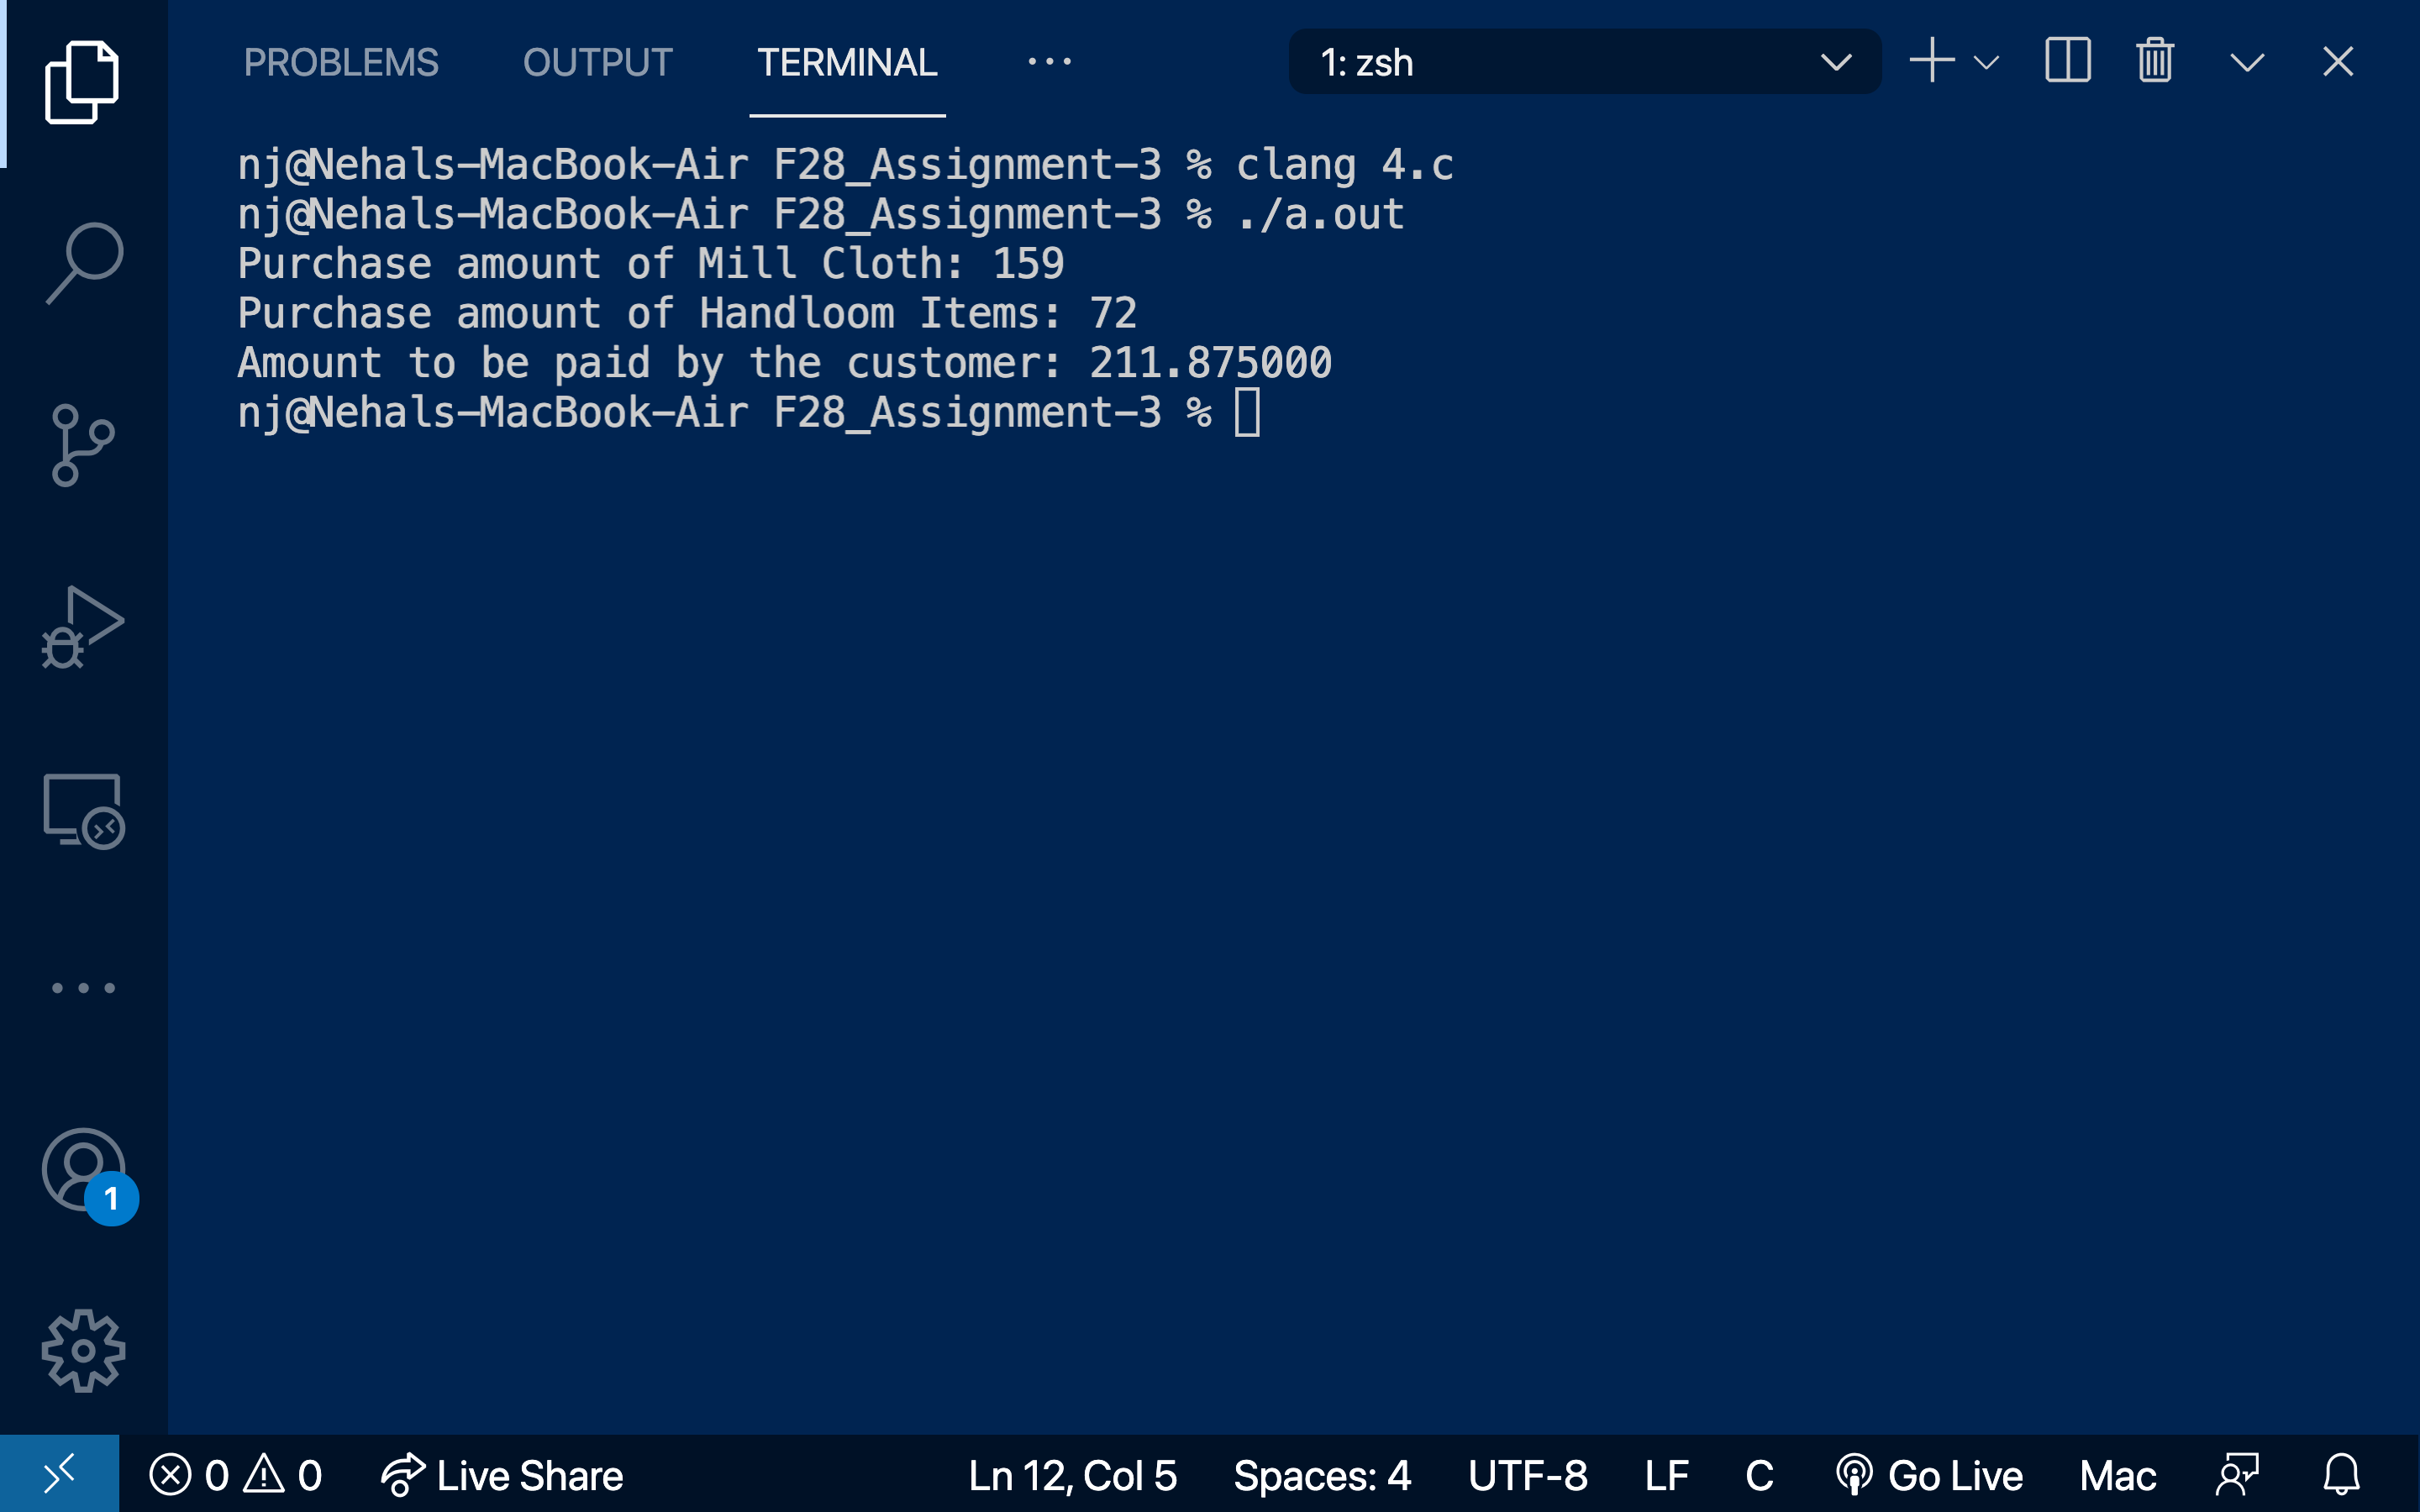 PROBLEMS OUTPUT TERMINAL ··· 1: zsh
nj@Nehals-MacBook-Air F28_Assignment-3 % clang 4.c
nj@Nehals-MacBook-Air F28_Assignment-3 % ./a.out
Purchase amount of Mill Cloth: 159
Purchase amount of Handloom Items: 72
Amount to be paid by the customer: 211.875000
nj@Nehals-MacBook-Air F28_Assignment-3 %
1
0 0 Live Share Ln 12, Col 5 Spaces: 4 UTF-8 LF C Go Live Mac